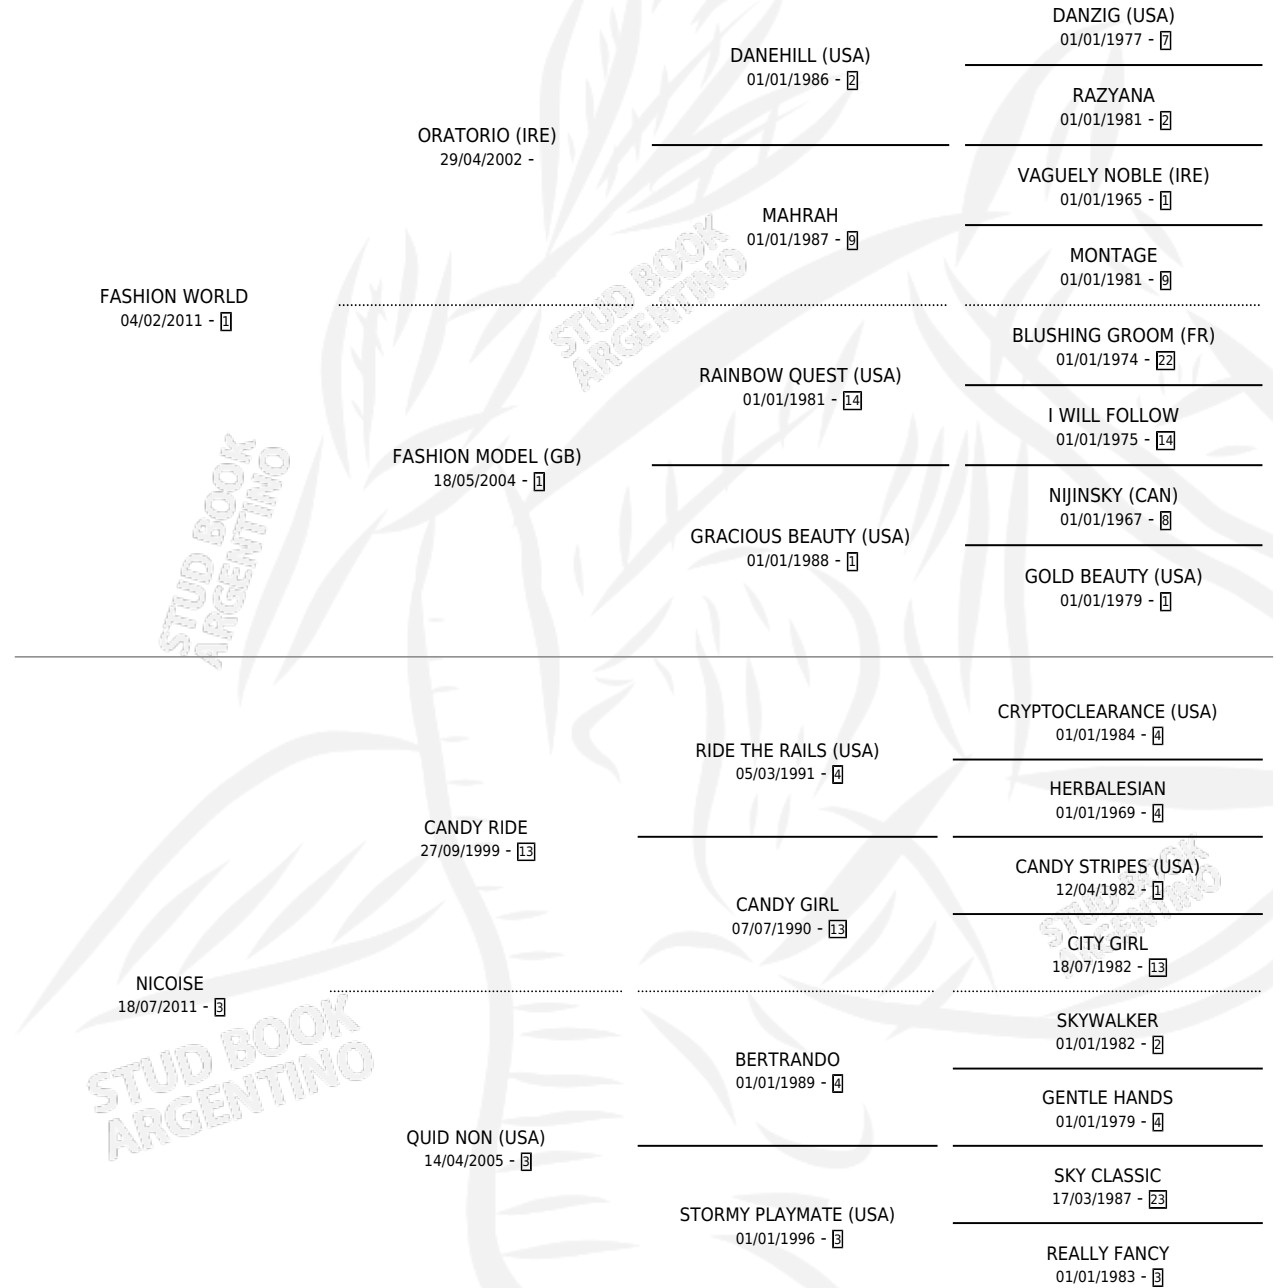 DANZIG (USA)
01/01/1977 - 7
DANEHILL (USA)
01/01/1986 - 2
RAZYANA
01/01/1981 - 2
ORATORIO (IRE)
29/04/2002 -
VAGUELY NOBLE (IRE)
01/01/1965 - 1
MAHRAH
01/01/1987 - 9
MONTAGE
01/01/1981 - 9
FASHION WORLD
04/02/2011 - 1
BLUSHING GROOM (FR)
01/01/1974 - 22
RAINBOW QUEST (USA)
01/01/1981 - 14
I WILL FOLLOW
01/01/1975 - 14
FASHION MODEL (GB)
18/05/2004 - 1
NIJINSKY (CAN)
01/01/1967 - 8
GRACIOUS BEAUTY (USA)
01/01/1988 - 1
GOLD BEAUTY (USA)
01/01/1979 - 1
STUD BOOK
ARGENTINO
STUD BOOK
ARGENTINO
CRYPTOCLEARANCE (USA)
01/01/1984 - 4
RIDE THE RAILS (USA)
05/03/1991 - 4
HERBALESIAN
01/01/1969 - 4
CANDY RIDE
27/09/1999 - 13
CANDY STRIPES (USA)
12/04/1982 - 1
CANDY GIRL
07/07/1990 - 13
CITY GIRL
18/07/1982 - 13
NICOISE
18/07/2011 - 3
SKYWALKER
01/01/1982 - 2
BERTRANDO
01/01/1989 - 4
GENTLE HANDS
01/01/1979 - 4
QUID NON (USA)
14/04/2005 - 3
SKY CLASSIC
17/03/1987 - 23
STORMY PLAYMATE (USA)
01/01/1996 - 3
REALLY FANCY
01/01/1983 - 3
STUD BOOK
ARGENTINO
STUD BOOK
ARGENTINO